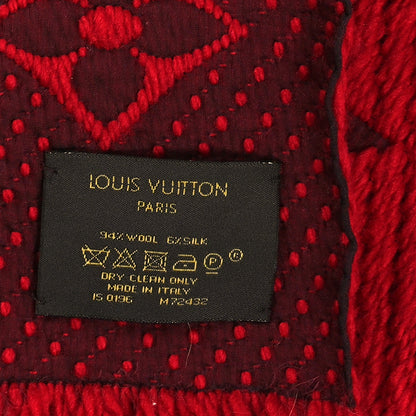 LOUIS VUITTON
PARIS
94% WOOL 6% SILK
P
DRY CLEAN ONLY
MADE IN ITALY
IS 0196 M72432